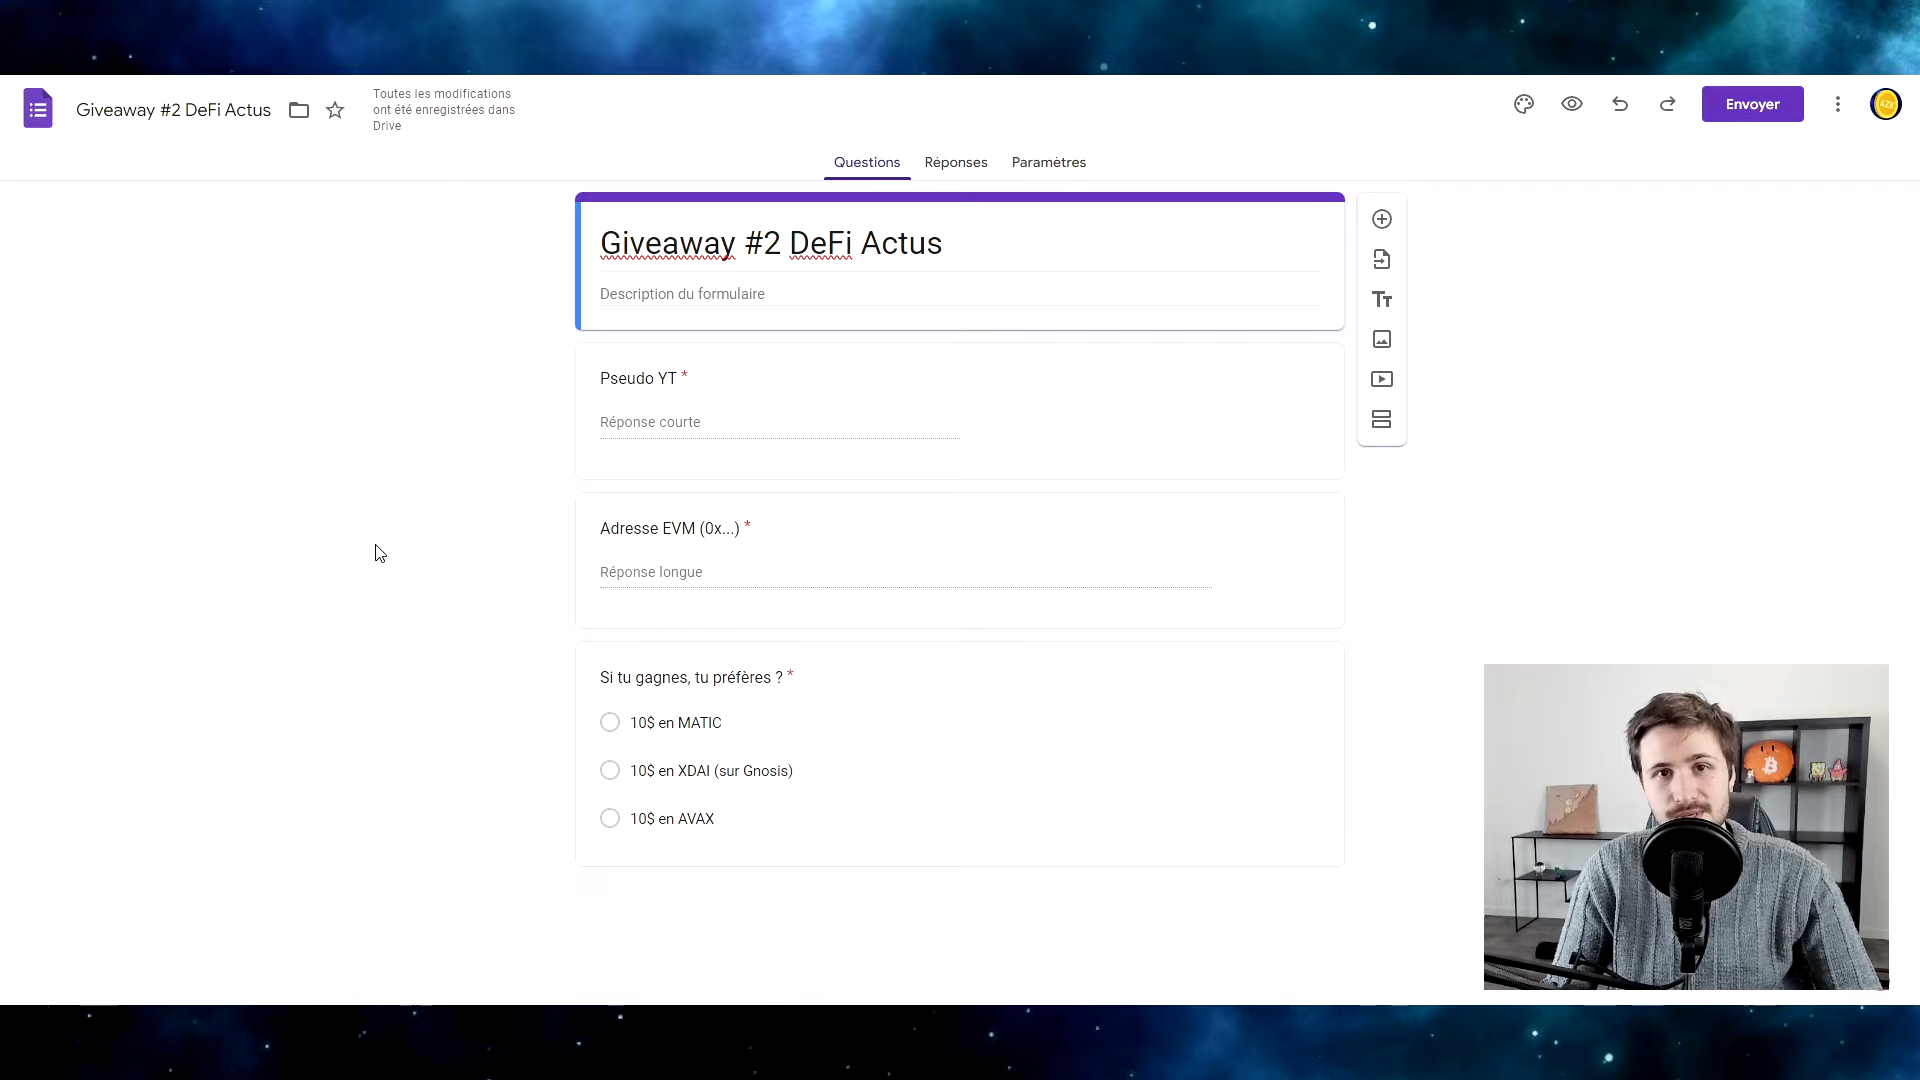 Giveaway #2 DeFi Actus
Toutes les modifications
ont été enregistrées dans
Drive
Envoyer
AZK
Questions
Réponses
Paramètres
Giveaway #2 DeFi Actus
Description du formulaire
Pseudo YT *
Réponse courte
Adresse EVM (0x...) *
Réponse longue
Si tu gagnes, tu préfères ? *
10$ en MATIC
10$ en XDAI (sur Gnosis)
10$ en AVAX